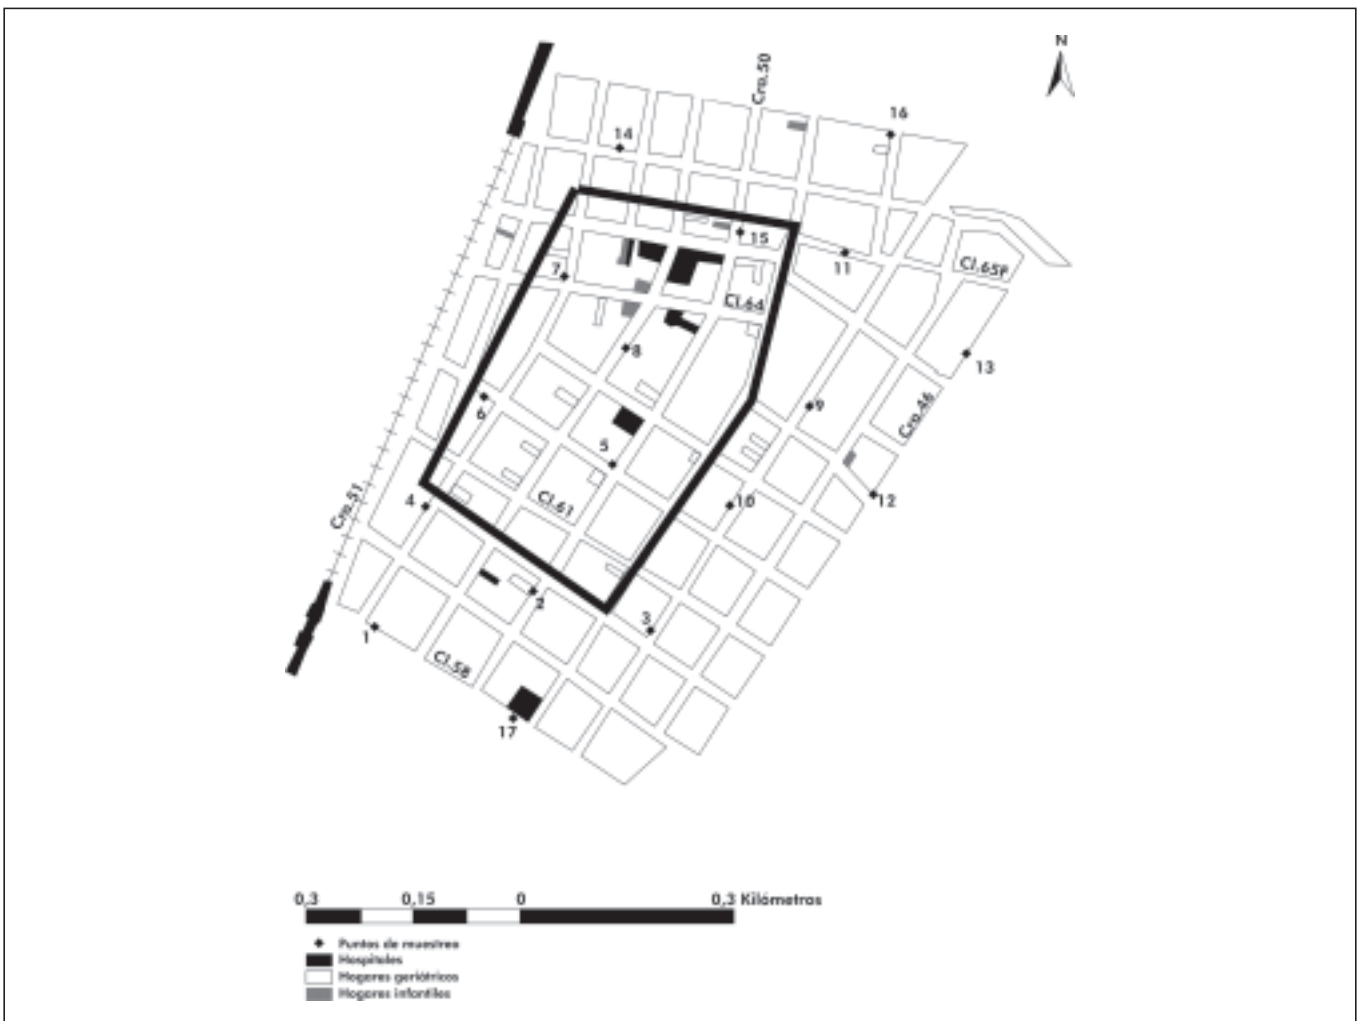 N
Cra.50
16
14
15
11
Cl.65F
7
Cl.64
8
13
9
6
Cra.46
5
12
Cra.51
4
Cl.61
10
2
3
1
Cl.58
17
0,3 0,15 0 0,3 Kilómetros
Puntos de muestreo
Hospitales
Hogares geriátricos
Hogares infantiles